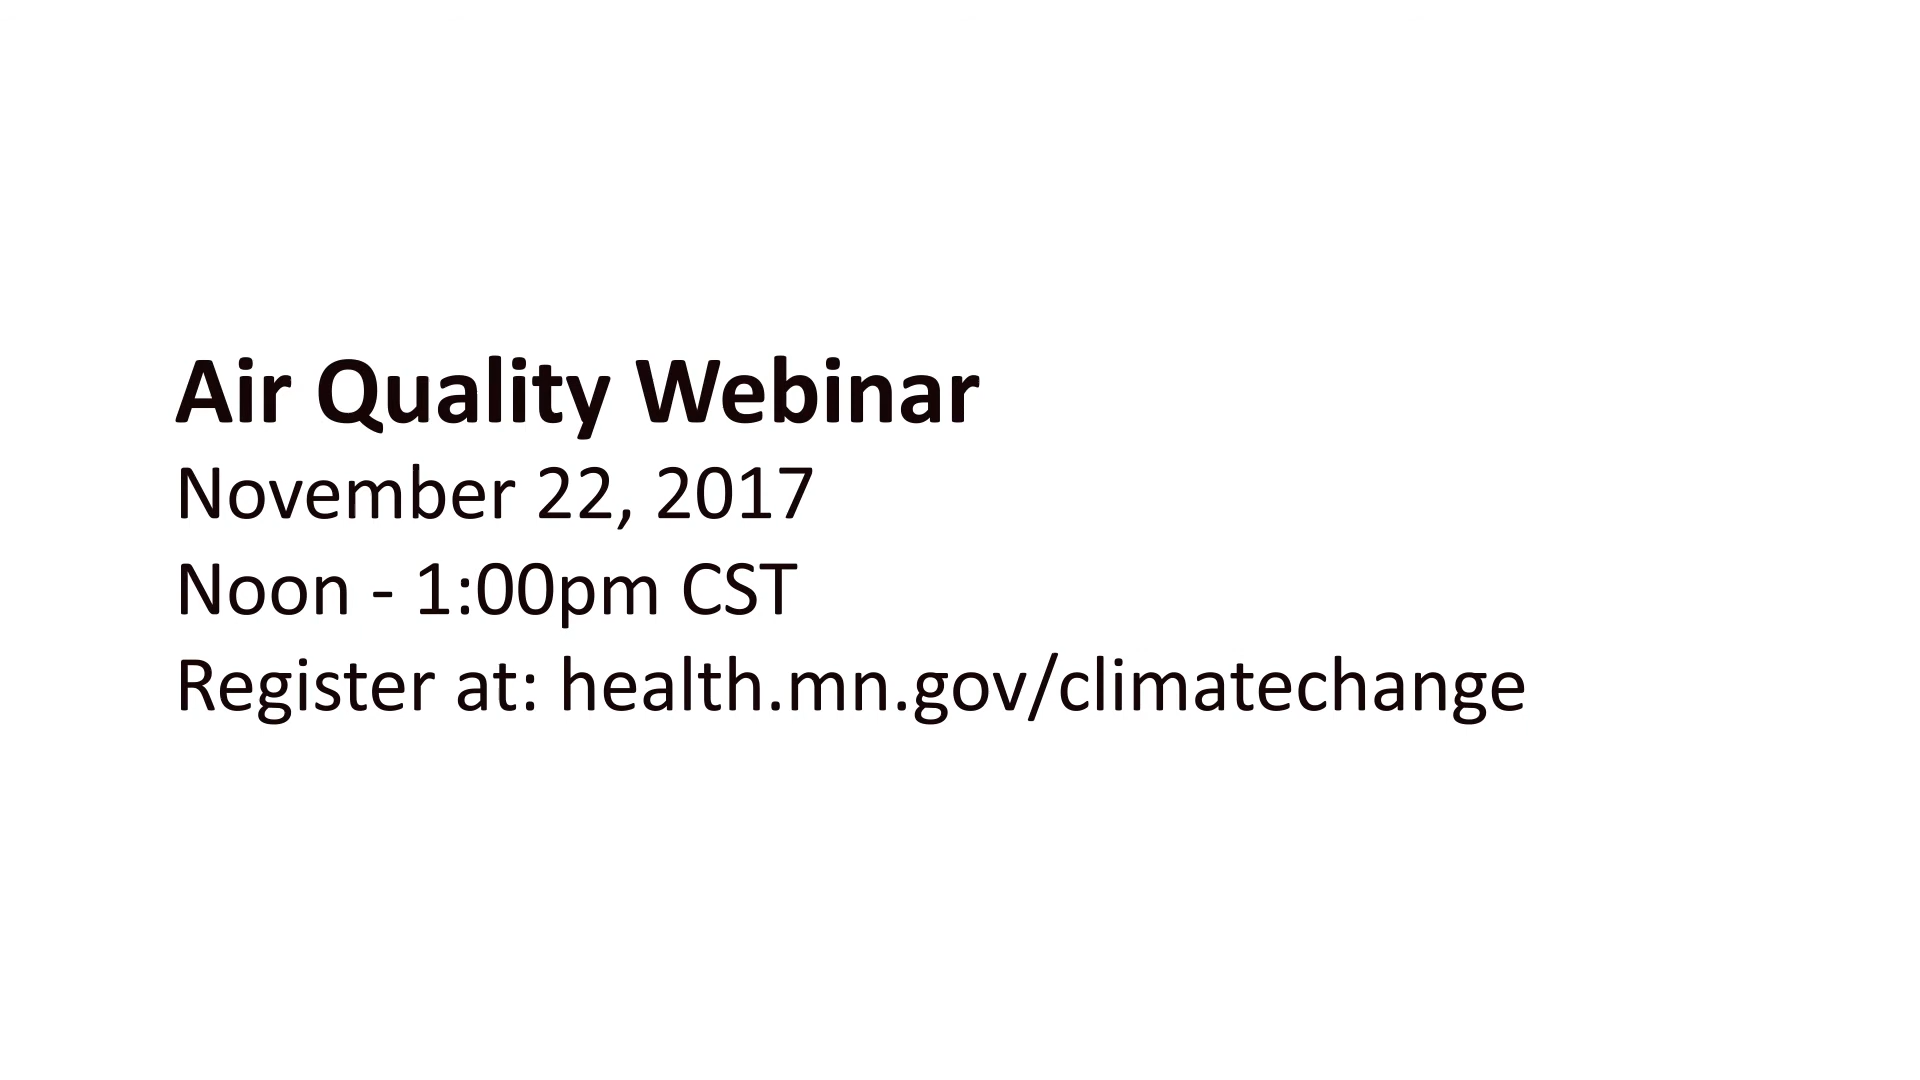 Air Quality Webinar
November 22, 2017
Noon - 1:00pm CST
Register at: health.mn.gov/climatechange